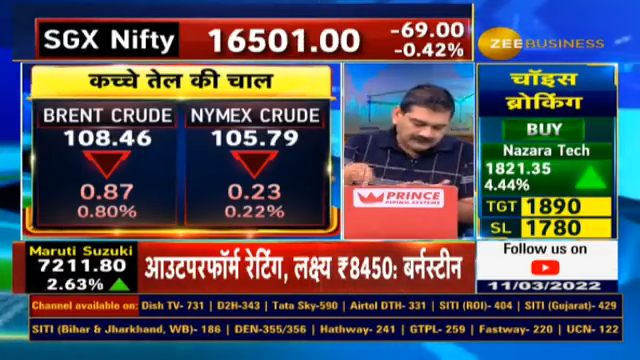 SGX Nifty 16501.00 -69.00
-0.42%
ZEE BUSINESS
कच्चे तेल की चाल
BRENT CRUDE
108.46
0.87
0.80%
NYMEX CRUDE
105.79
0.23
0.22%
PRINCE
PIPING SYSTEMS
चॉइस
ब्रोकिंग
BUY
Nazara Tech
1821.35
4.44%
TGT 1890
SL 1780
Maruti Suzuki
7211.80
2.63%
आउटपरफॉर्म रेटिंग, लक्ष्य ₹8450: बर्नस्टीन
Follow us on
11/03/2022
Channel available on: Dish TV- 731 | D2H-343 | Tata Sky-590 | Airtel DTH- 331 | SITI (ROI)- 404 | SITI (Gujarat)- 429
SITI (Bihar & Jharkhand, WB)- 186 | DEN-355/356 | Hathway- 241 | GTPL- 259 | Fastway- 220 | UCN- 122